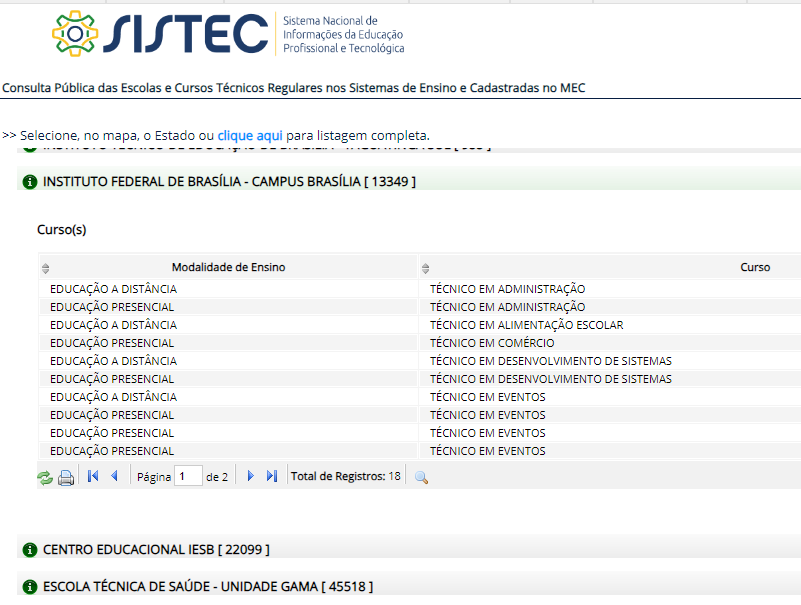 SISTEC
Sistema Nacional de
Informações da Educação
Profissional e Tecnológica
Consulta Pública das Escolas e Cursos Técnicos Regulares nos Sistemas de Ensino e Cadastradas no MEC
>> Selecione, no mapa, o Estado ou clique aqui para listagem completa.
INSTITUTO FEDERAL DE BRASÍLIA - CAMPUS BRASÍLIA [ 13349 ]
Curso(s)
Modalidade de Ensino Curso
EDUCAÇÃO A DISTÂNCIA TÉCNICO EM ADMINISTRAÇÃO
EDUCAÇÃO PRESENCIAL TÉCNICO EM ADMINISTRAÇÃO
EDUCAÇÃO A DISTÂNCIA TÉCNICO EM ALIMENTAÇÃO ESCOLAR
EDUCAÇÃO PRESENCIAL TÉCNICO EM COMÉRCIO
EDUCAÇÃO A DISTÂNCIA TÉCNICO EM DESENVOLVIMENTO DE SISTEMAS
EDUCAÇÃO PRESENCIAL TÉCNICO EM DESENVOLVIMENTO DE SISTEMAS
EDUCAÇÃO A DISTÂNCIA TÉCNICO EM EVENTOS
EDUCAÇÃO PRESENCIAL TÉCNICO EM EVENTOS
EDUCAÇÃO PRESENCIAL TÉCNICO EM EVENTOS
EDUCAÇÃO PRESENCIAL TÉCNICO EM EVENTOS
Página 1 de 2 Total de Registros: 18
CENTRO EDUCACIONAL IESB [ 22099 ]
ESCOLA TÉCNICA DE SAÚDE - UNIDADE GAMA [ 45518 ]